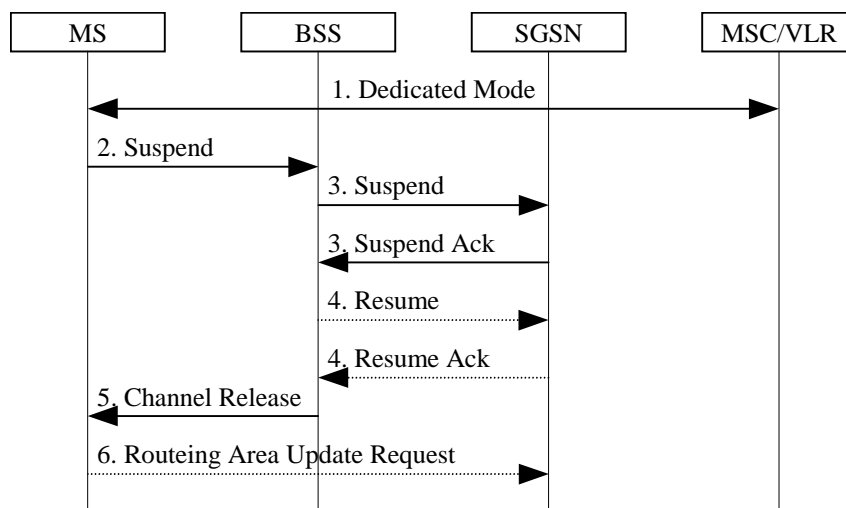 MS
BSS
SGSN
MSC/VLR
1. Dedicated Mode
2. Suspend
3. Suspend
3. Suspend Ack
4. Resume
4. Resume Ack
5. Channel Release
6. Routeing Area Update Request